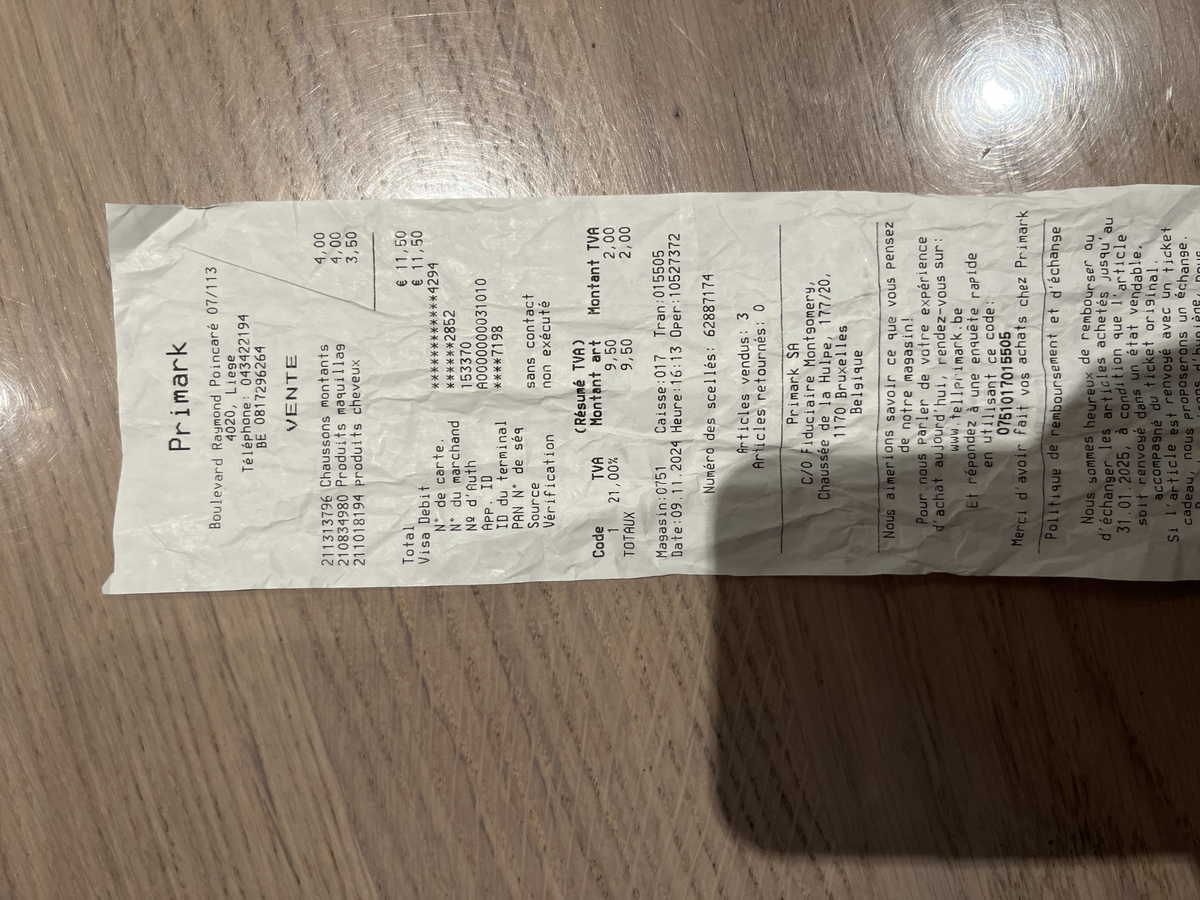 Primark
Boulevard Raymond Poincaré 07/113
4020, Liege
Téléphone: 043422194
BE 0817296264
VENTE
211313796 Chaussons montants 4,00
210834980 Produits maquillag 4,00
211018194 produits cheveux 3,50
Total € 11,50
Visa Debit € 11,50
N° de carte. ************4294
N° du marchand ******2852
Nº d'Auth 153370
APP. ID A0000000031010
ID du terminal ****7198
PAN N° de séq
Source sans contact
Vérification non exécuté
(Résumé TVA)
Code TVA Montant art Montant TVA
1 21,00% 9,50 2,00
TOTAUX 9,50 2,00
Magasin:0751 Caisse:017 Tran:015505
Date:09.11.2024 Heure:16:13 Oper:10527372
Numéro des scellés: 62887174
Articles vendus: 3
Articles retournés: 0
Primark SA
C/O Fiduciaire Montgomery,
Chaussée de la Hulpe, 177/20,
1170 Bruxelles
Belgique
Nous aimerions savoir ce que vous pensez
de notre magasin!
Pour nous parler de votre expérience
d'achat aujourd'hui, rendez-vous sur:
www.tellprimark.be
Et répondez à une enquête rapide
en utilisant ce code:
0751017015505
Merci d'avoir fait vos achats chez Primark
Politique de remboursement et d'échange
Nous sommes heureux de rembourser ou
d'échanger les articles achetés jusqu'au
31.01.2025, à condition que l'article
soit renvoyé dans un état vendable,
accompagné du ticket original.
Si l'article est renvoyé avec un ticket
cadeau, nous proposerons un échange.